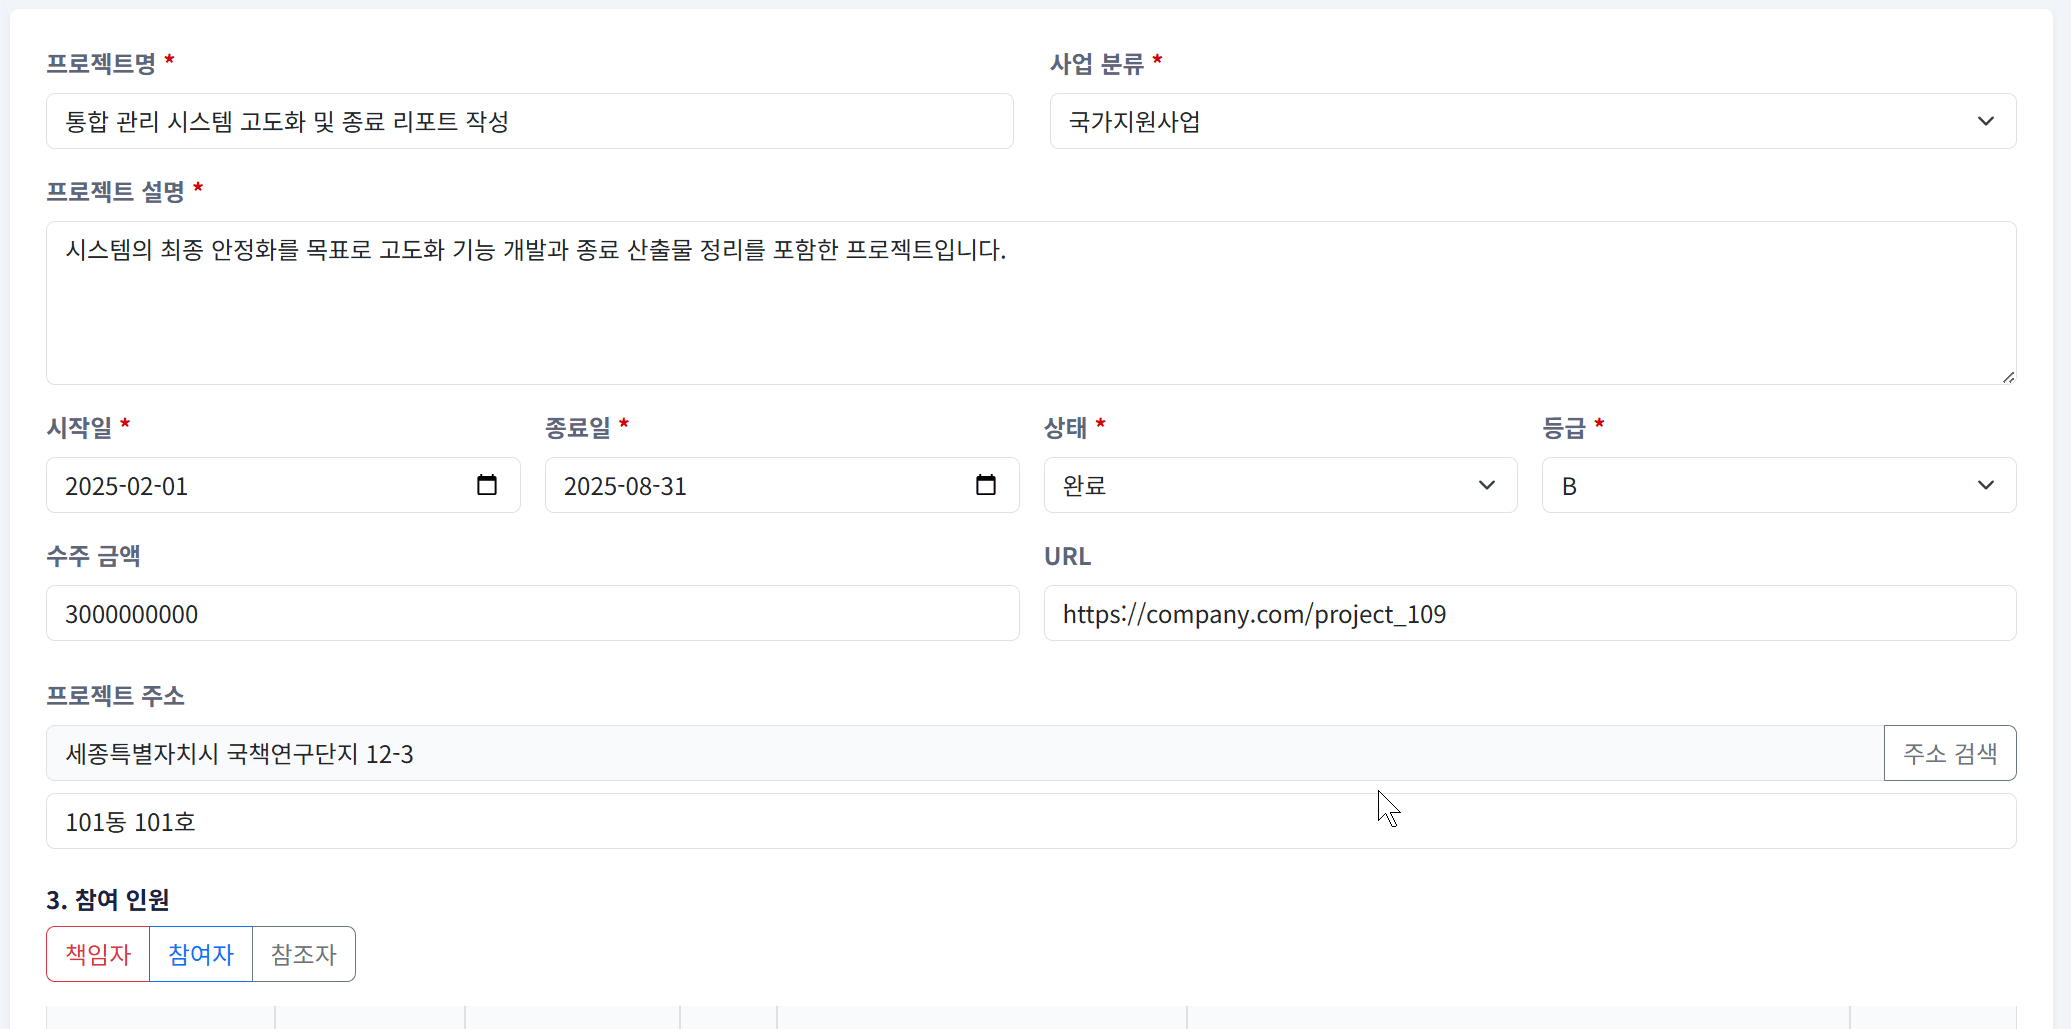 프로젝트명 *
사업 분류 *
통합 관리 시스템 고도화 및 종료 리포트 작성
국가지원사업
프로젝트 설명 *
시스템의 최종 안정화를 목표로 고도화 기능 개발과 종료 산출물 정리를 포함한 프로젝트입니다.
시작일 *
종료일 *
상태 *
등급 *
2025-02-01
2025-08-31
완료
B
수주 금액
URL
3000000000
https://company.com/project_109
프로젝트 주소
세종특별자치시 국책연구단지 12-3
주소 검색
101동 101호
3. 참여 인원
책임자
참여자
참조자